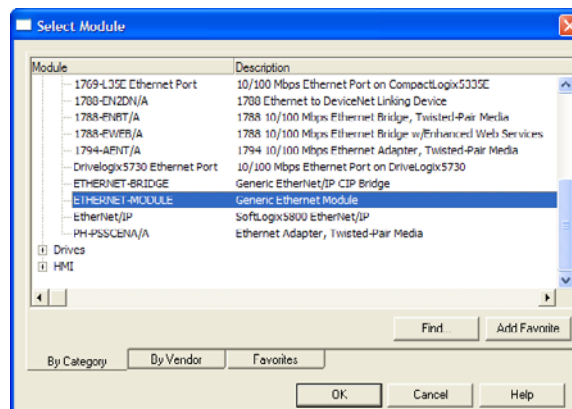 Select Module
Module Description
1769-L35E Ethernet Port 10/100 Mbps Ethernet Port on CompactLogix5335E
1788-EN2DN/A 1788 Ethernet to DeviceNet Linking Device
1788-ENBT/A 1788 10/100 Mbps Ethernet Bridge, Twisted-Pair Media
1788-EWEB/A 1788 10/100 Mbps Ethernet Bridge w/Enhanced Web Services
1794-AENT/A 1794 10/100 Mbps Ethernet Adapter, Twisted-Pair Media
Drivelogix5730 Ethernet Port 10/100 Mbps Ethernet Port on DriveLogix5730
ETHERNET-BRIDGE Generic EtherNet/IP CIP Bridge
ETHERNET-MODULE Generic Ethernet Module
EtherNet/IP SoftLogix5800 EtherNet/IP
PH-PSSCENA/A Ethernet Adapter, Twisted-Pair Media
Drives
HMI
Find... Add Favorite
By Category By Vendor Favorites
OK Cancel Help